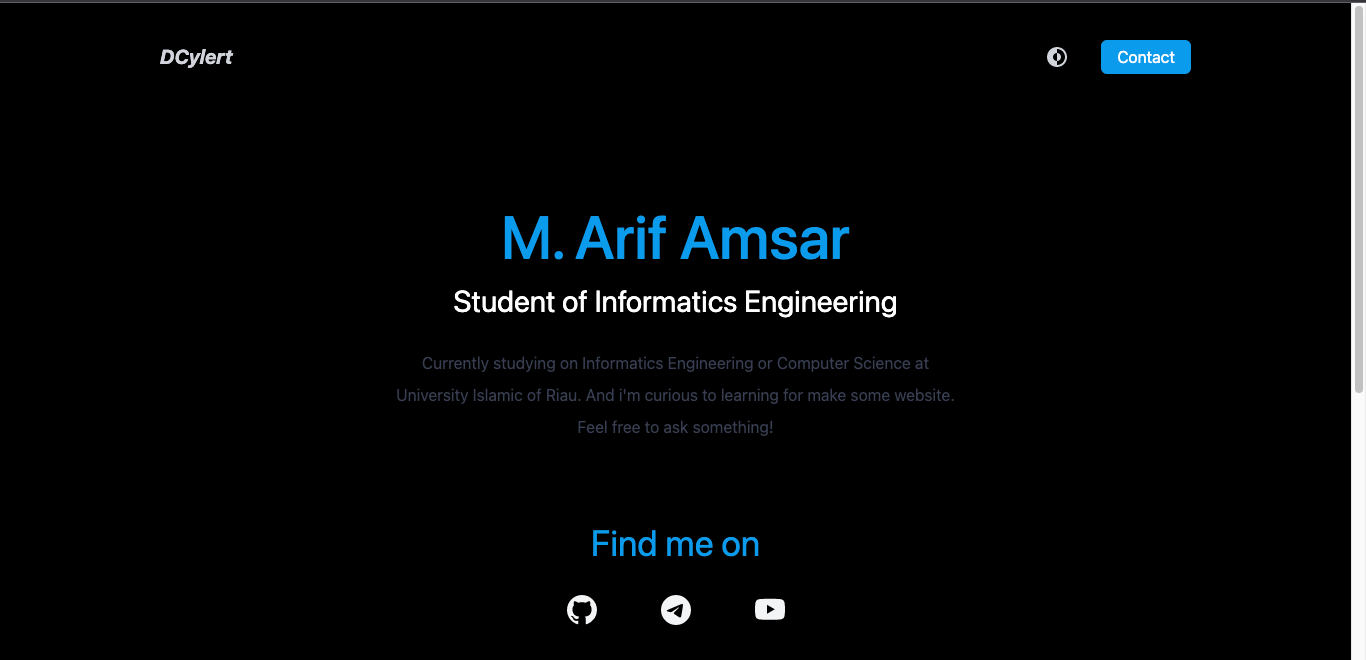 DCylert
Contact
M. Arif Amsar
Student of Informatics Engineering
Currently studying on Informatics Engineering or Computer Science at
University Islamic of Riau. And i'm curious to learning for make some website.
Feel free to ask something!
Find me on